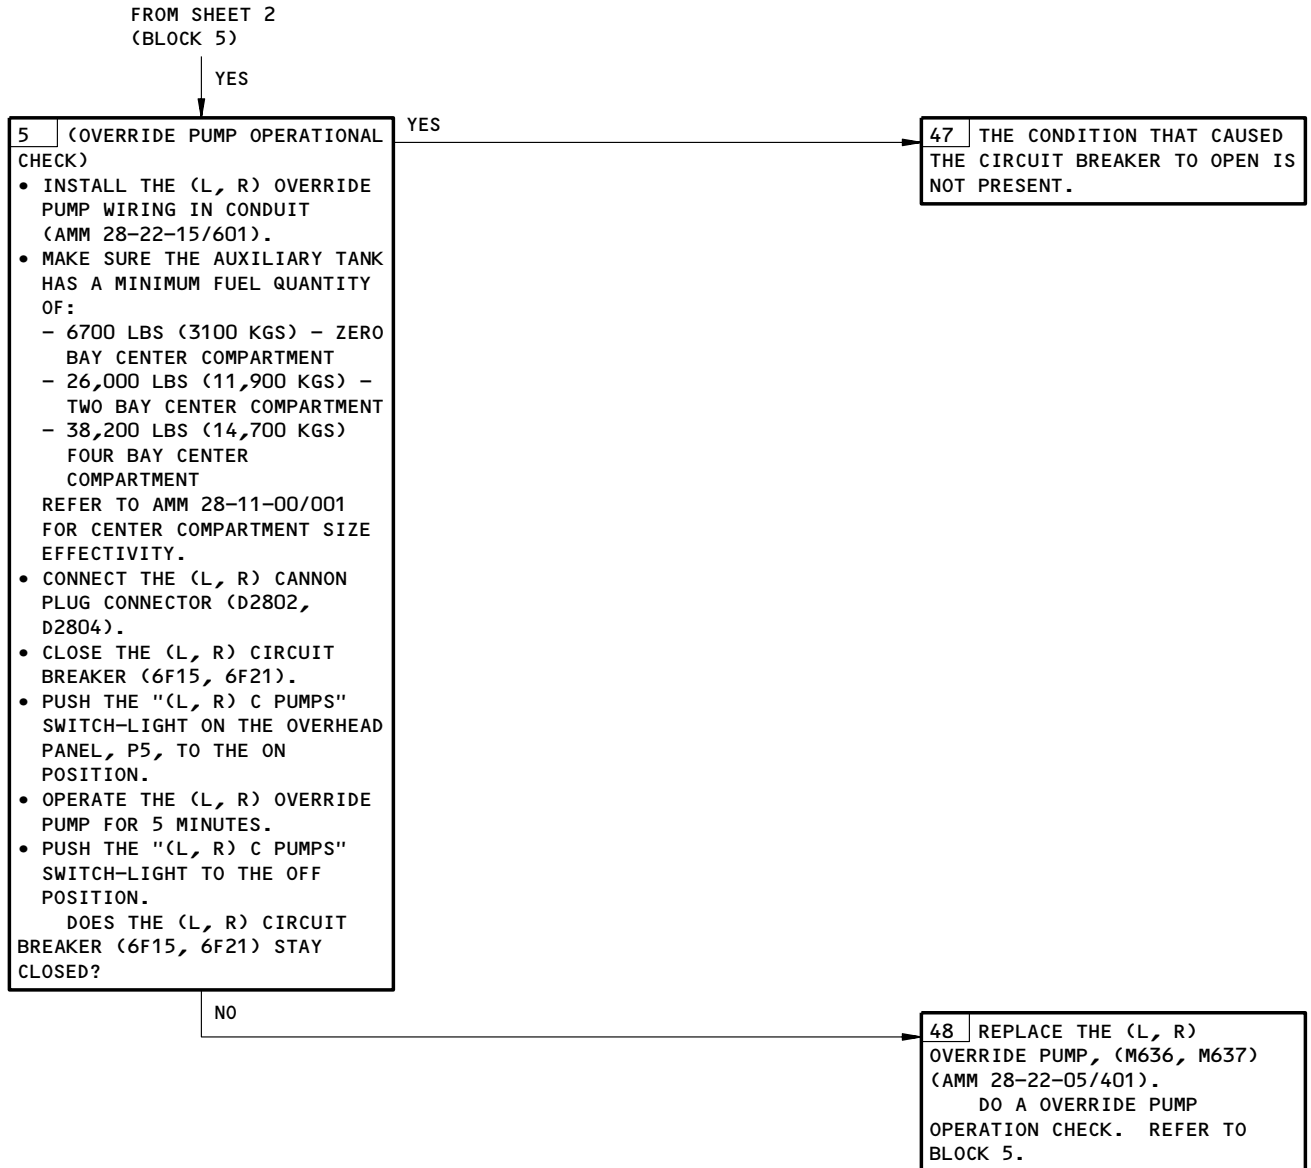 FROM SHEET 2
(BLOCK 5)
YES
5 (OVERRIDE PUMP OPERATIONAL
CHECK)
• INSTALL THE (L, R) OVERRIDE
PUMP WIRING IN CONDUIT
(AMM 28-22-15/601).
• MAKE SURE THE AUXILIARY TANK
HAS A MINIMUM FUEL QUANTITY
OF:
- 6700 LBS (3100 KGS) - ZERO
BAY CENTER COMPARTMENT
- 26,000 LBS (11,900 KGS) -
TWO BAY CENTER COMPARTMENT
- 38,200 LBS (14,700 KGS)
FOUR BAY CENTER
COMPARTMENT
REFER TO AMM 28-11-00/001
FOR CENTER COMPARTMENT SIZE
EFFECTIVITY.
• CONNECT THE (L, R) CANNON
PLUG CONNECTOR (D2802,
D2804).
• CLOSE THE (L, R) CIRCUIT
BREAKER (6F15, 6F21).
• PUSH THE "(L, R) C PUMPS"
SWITCH-LIGHT ON THE OVERHEAD
PANEL, P5, TO THE ON
POSITION.
• OPERATE THE (L, R) OVERRIDE
PUMP FOR 5 MINUTES.
• PUSH THE "(L, R) C PUMPS"
SWITCH-LIGHT TO THE OFF
POSITION.
DOES THE (L, R) CIRCUIT
BREAKER (6F15, 6F21) STAY
CLOSED?
YES
47 THE CONDITION THAT CAUSED
THE CIRCUIT BREAKER TO OPEN IS
NOT PRESENT.
NO
48 REPLACE THE (L, R)
OVERRIDE PUMP, (M636, M637)
(AMM 28-22-05/401).
DO A OVERRIDE PUMP
OPERATION CHECK. REFER TO
BLOCK 5.